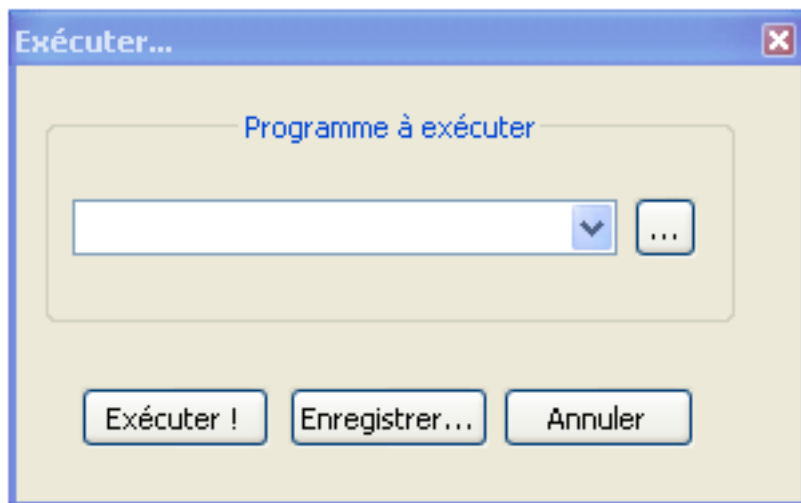 Exécuter...
Programme à exécuter
...
Exécuter !
Enregistrer...
Annuler